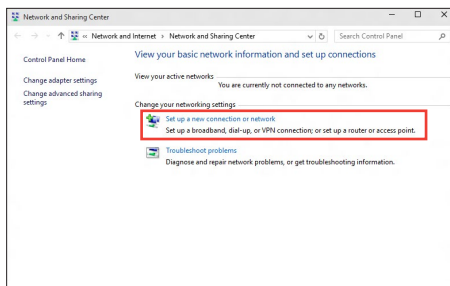 Network and Sharing Center
« Network and Internet › Network and Sharing Center
Search Control Panel
Control Panel Home
Change adapter settings
Change advanced sharing
settings
View your basic network information and set up connections
View your active networks
You are currently not connected to any networks.
Change your networking settings
Set up a new connection or network
Set up a broadband, dial-up, or VPN connection; or set up a router or access point.
Troubleshoot problems
Diagnose and repair network problems, or get troubleshooting information.